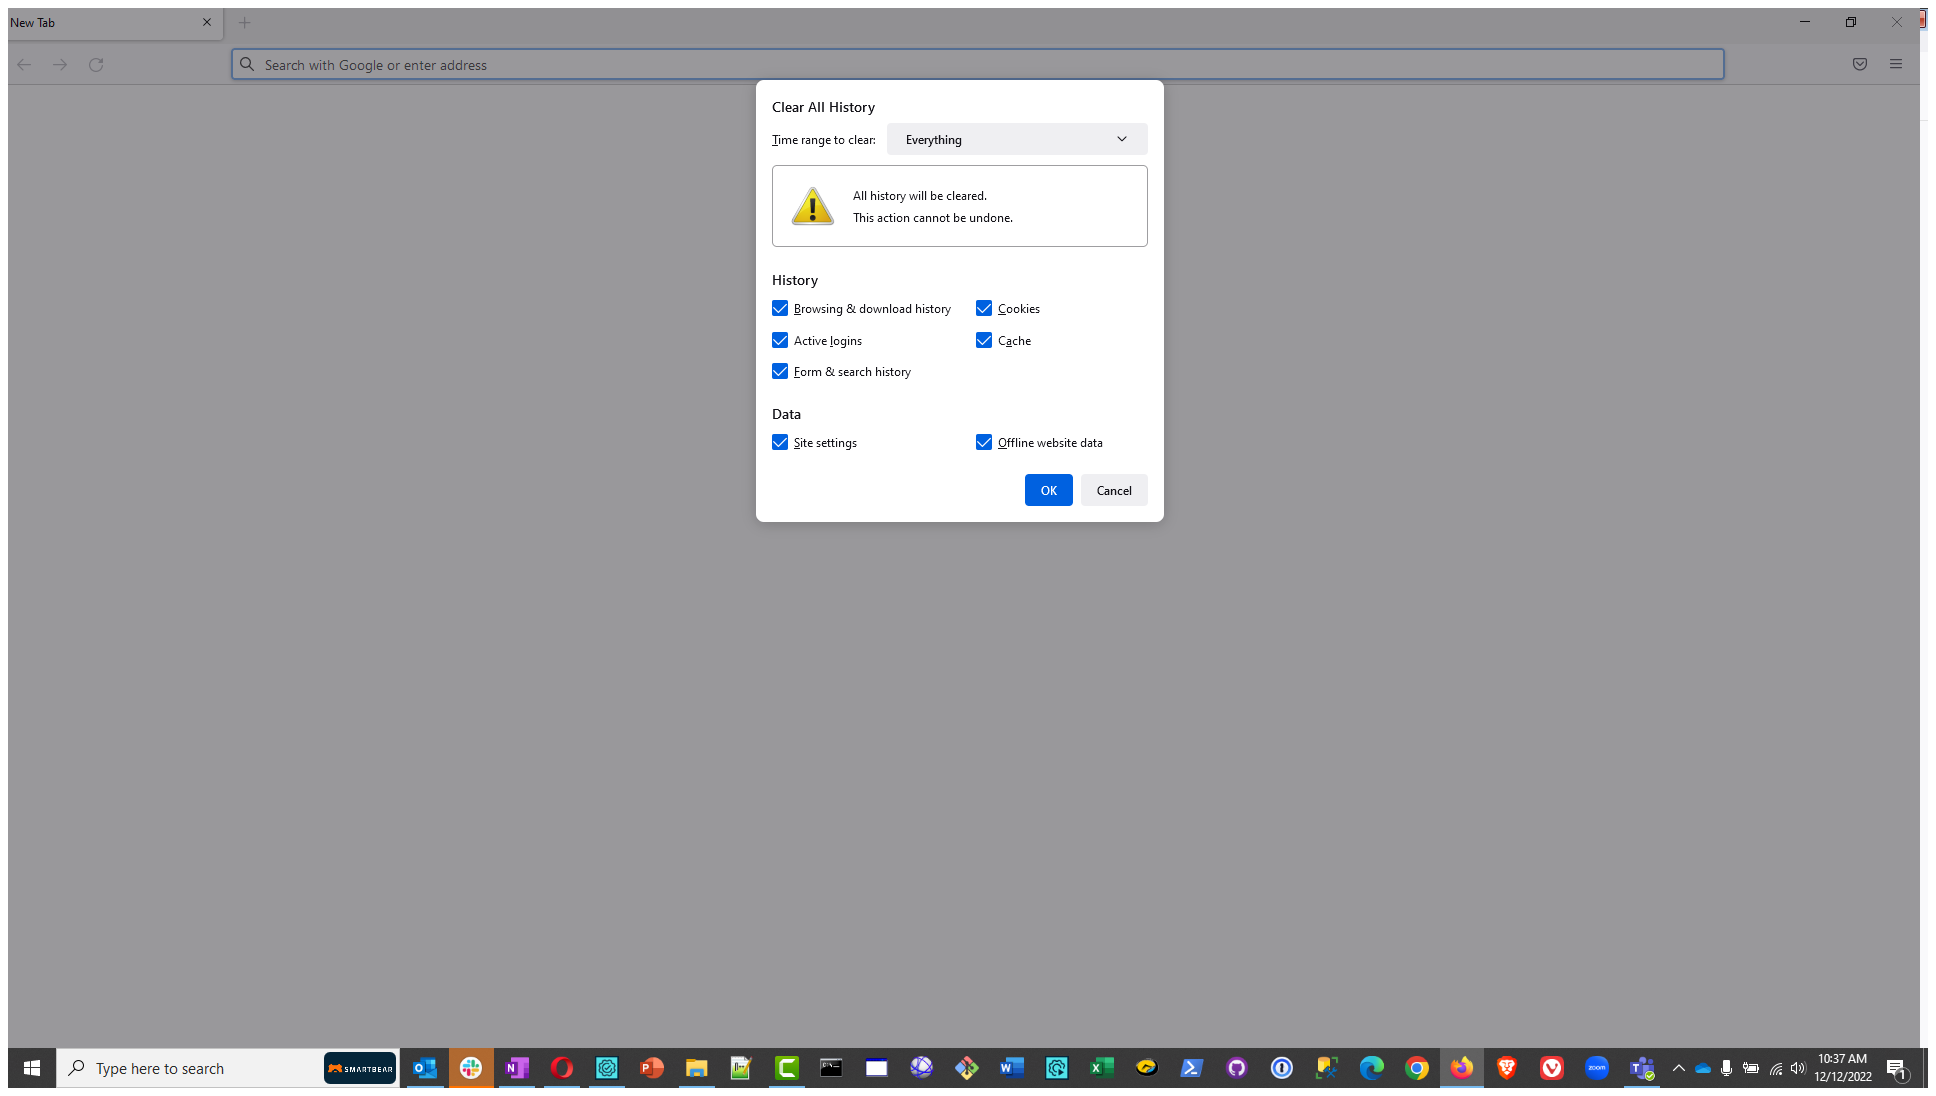 New Tab
Search with Google or enter address
Clear All History
Time range to clear: Everything
All history will be cleared.
This action cannot be undone.
History
Browsing & download history Cookies
Active logins Cache
Form & search history
Data
Site settings Offline website data
OK Cancel
Type here to search SMARTBEAR
zoom
10:37 AM
12/12/2022
1